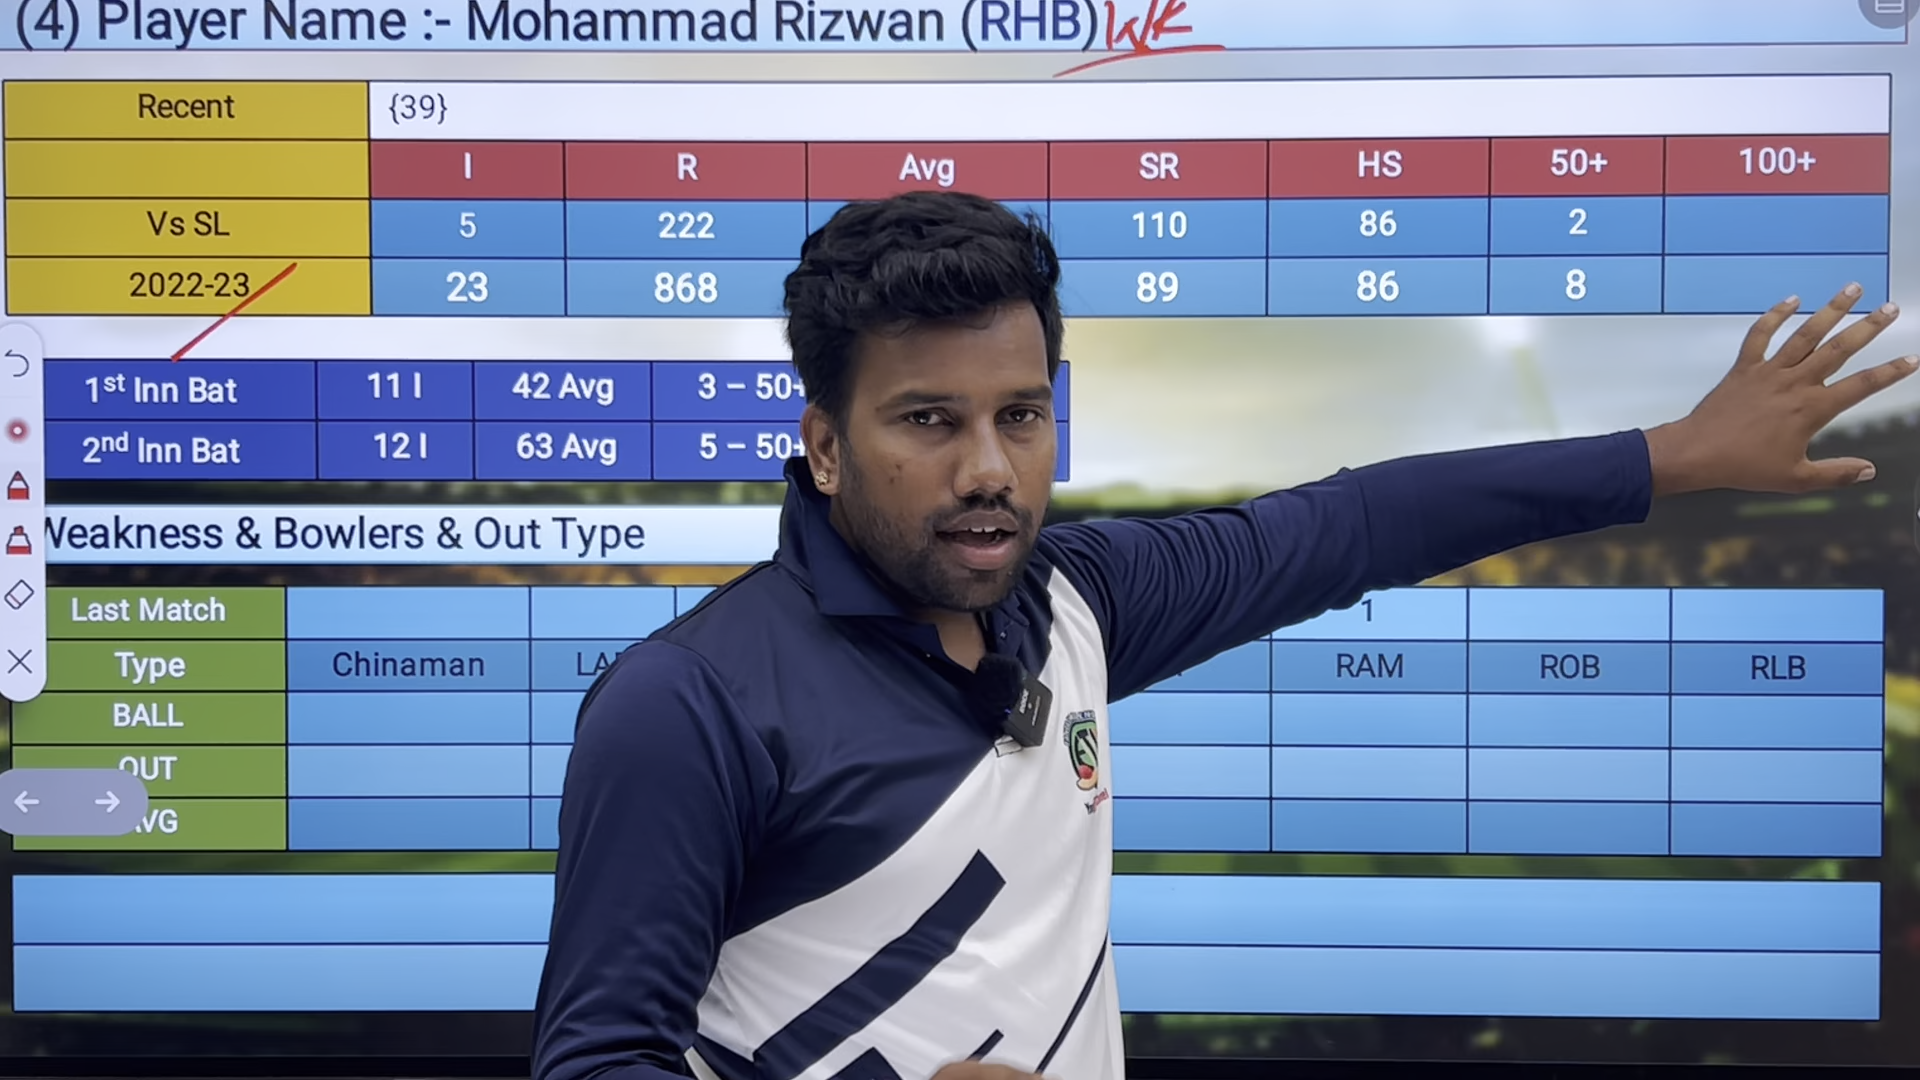 (4) Player Name :- Mohammad Rizwan (RHB) WK
Recent {39}
I R Avg SR HS 50+ 100+
Vs SL 5 222 110 86 2
2022-23 23 868 89 86 8
1st Inn Bat 11 I 42 Avg 3 – 50+
2nd Inn Bat 12 I 63 Avg 5 – 50+
Weakness & Bowlers & Out Type
Last Match 1
Type Chinaman RAM ROB RLB
BALL
OUT
AVG